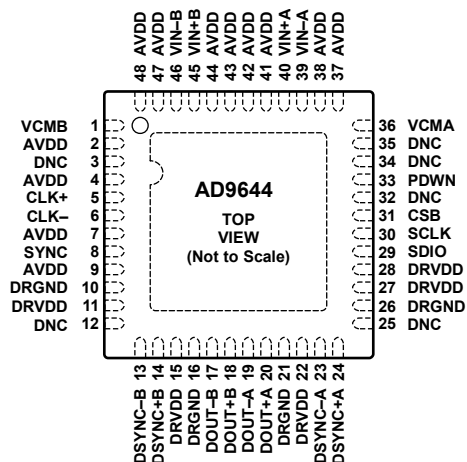 48 AVDD
47 AVDD
46 VIN–B
45 VIN+B
44 AVDD
43 AVDD
42 AVDD
41 AVDD
40 VIN+A
39 VIN–A
38 AVDD
37 AVDD
VCMB 1
AVDD 2
DNC 3
AVDD 4
CLK+ 5
CLK– 6
AVDD 7
SYNC 8
AVDD 9
DRGND 10
DRVDD 11
DNC 12
AD9644
TOP
VIEW
(Not to Scale)
36 VCMA
35 DNC
34 DNC
33 PDWN
32 DNC
31 CSB
30 SCLK
29 SDIO
28 DRVDD
27 DRVDD
26 DRGND
25 DNC
DSYNC–B 13
DSYNC+B 14
DRVDD 15
DRGND 16
DOUT–B 17
DOUT+B 18
DOUT–A 19
DOUT+A 20
DRGND 21
DRVDD 22
DSYNC–A 23
DSYNC+A 24